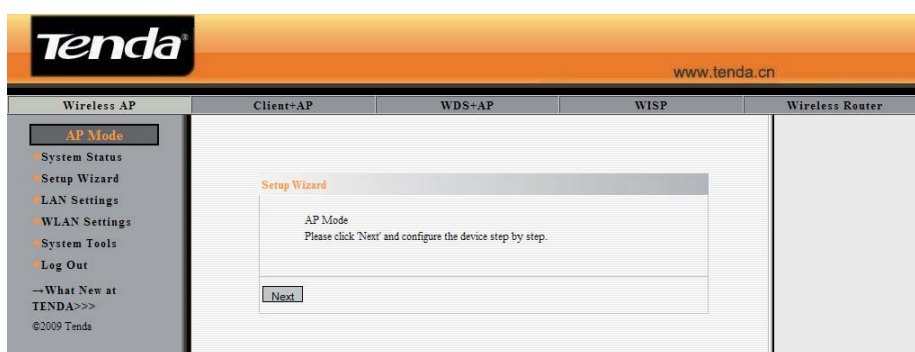 Tenda®
www.tenda.cn
Wireless AP
Client+AP
WDS+AP
WISP
Wireless Router
AP Mode
System Status
Setup Wizard
LAN Settings
WLAN Settings
System Tools
Log Out
→What New at
TENDA>>>
©2009 Tenda
Setup Wizard
AP Mode
Please click 'Next' and configure the device step by step.
Next